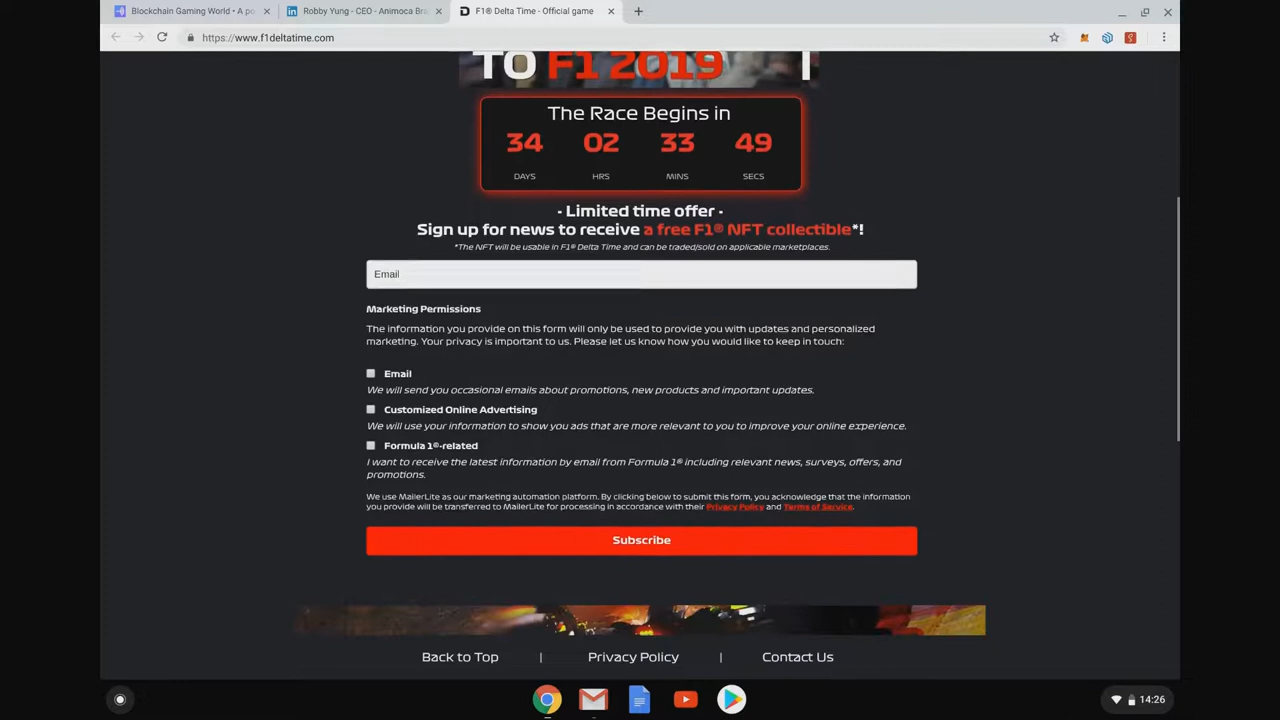 Blockchain Gaming World • A po
Robby Yung - CEO - Animoca Bra
F1® Delta Time - Official game
https://www.f1deltatime.com
TO F1 2019
The Race Begins in
34 02 33 49
DAYS HRS MINS SECS
- Limited time offer -
Sign up for news to receive a free F1® NFT collectible*!
*The NFT will be usable in F1® Delta Time and can be traded/sold on applicable marketplaces.
Email
Marketing Permissions
The information you provide on this form will only be used to provide you with updates and personalized
marketing. Your privacy is important to us. Please let us know how you would like to keep in touch:
Email
We will send you occasional emails about promotions, new products and important updates.
Customized Online Advertising
We will use your information to show you ads that are more relevant to you to improve your online experience.
Formula 1®-related
I want to receive the latest information by email from Formula 1® including relevant news, surveys, offers, and
promotions.
We use MailerLite as our marketing automation platform. By clicking below to submit this form, you acknowledge that the information
you provide will be transferred to MailerLite for processing in accordance with their Privacy Policy and Terms of Service.
Subscribe
Back to Top | Privacy Policy | Contact Us
14:26